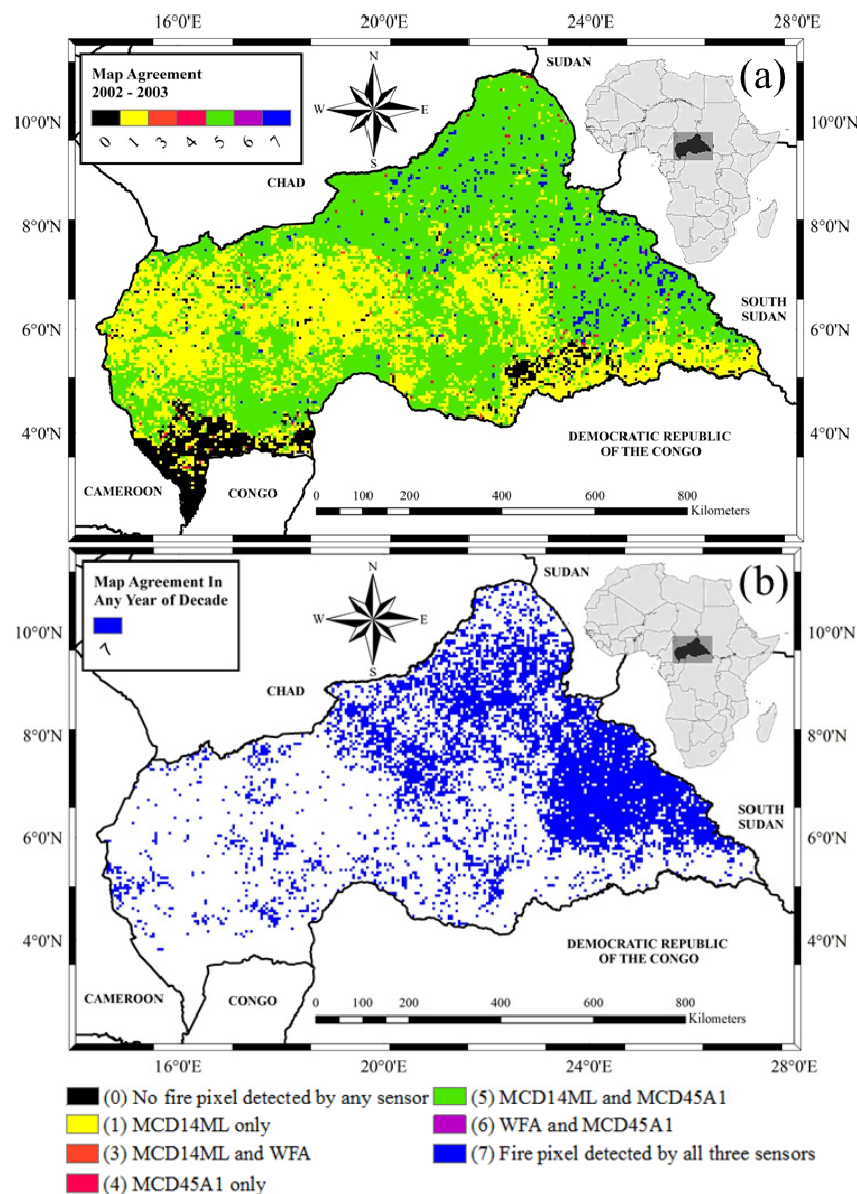 16°0'E 20°0'E 24°0'E 28°0'E
Map Agreement
2002 - 2003
0 1 3 4 5 6 7
N
W E
S
SUDAN
(a)
10°0'N 10°0'N
CHAD
8°0'N 8°0'N
SOUTH
SUDAN
6°0'N 6°0'N
4°0'N 4°0'N
DEMOCRATIC REPUBLIC
OF THE CONGO
CAMEROON CONGO
0 100 200 400 600 800
Kilometers
Map Agreement In
Any Year of Decade
7
N
W E
S
SUDAN
(b)
10°0'N 10°0'N
CHAD
8°0'N 8°0'N
SOUTH
SUDAN
6°0'N 6°0'N
4°0'N 4°0'N
DEMOCRATIC REPUBLIC
OF THE CONGO
CAMEROON CONGO
0 100 200 400 600 800
Kilometers
16°0'E 20°0'E 24°0'E 28°0'E
(0) No fire pixel detected by any sensor
(1) MCD14ML only
(3) MCD14ML and WFA
(4) MCD45A1 only
(5) MCD14ML and MCD45A1
(6) WFA and MCD45A1
(7) Fire pixel detected by all three sensors